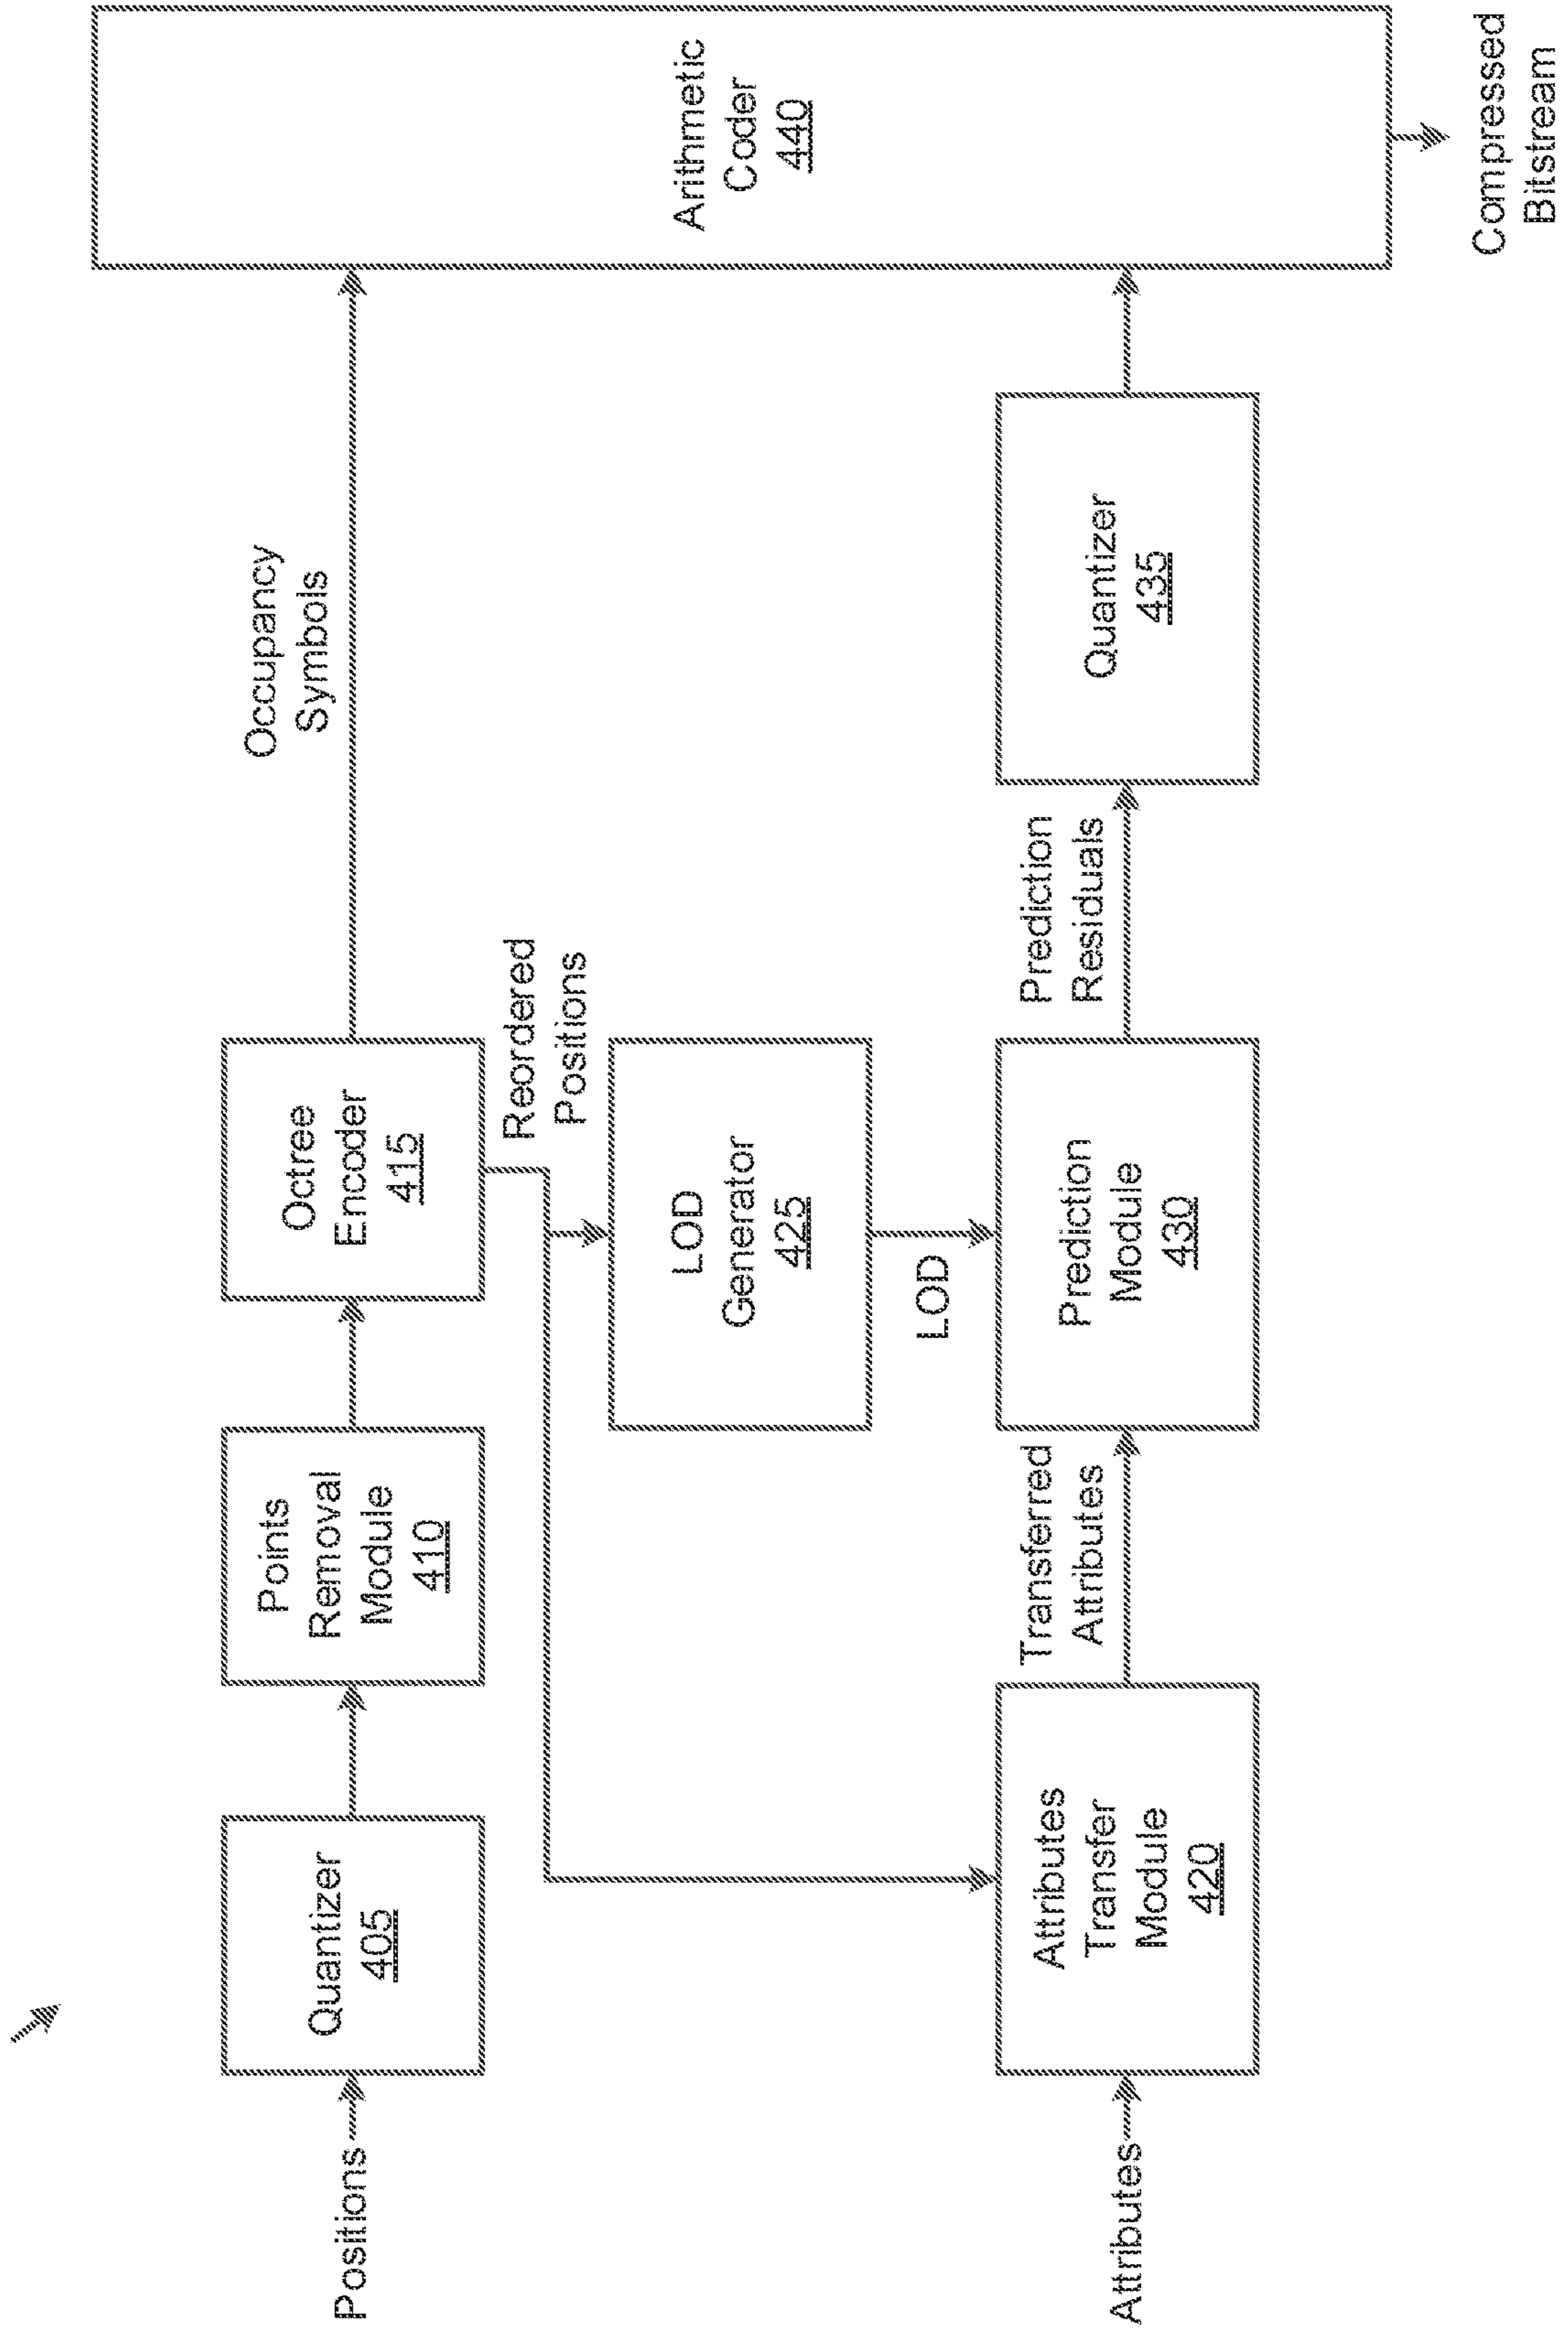 Positions
Quantizer
405
Points
Removal
Module
410
Octree
Encoder
415
Occupancy
Symbols
Reordered
Positions
LOD
Generator
425
LOD
Attributes
Attributes
Transfer
Module
420
Transferred
Attributes
Prediction
Module
430
Prediction
Residuals
Quantizer
435
Arithmetic
Coder
440
Compressed
Bitstream